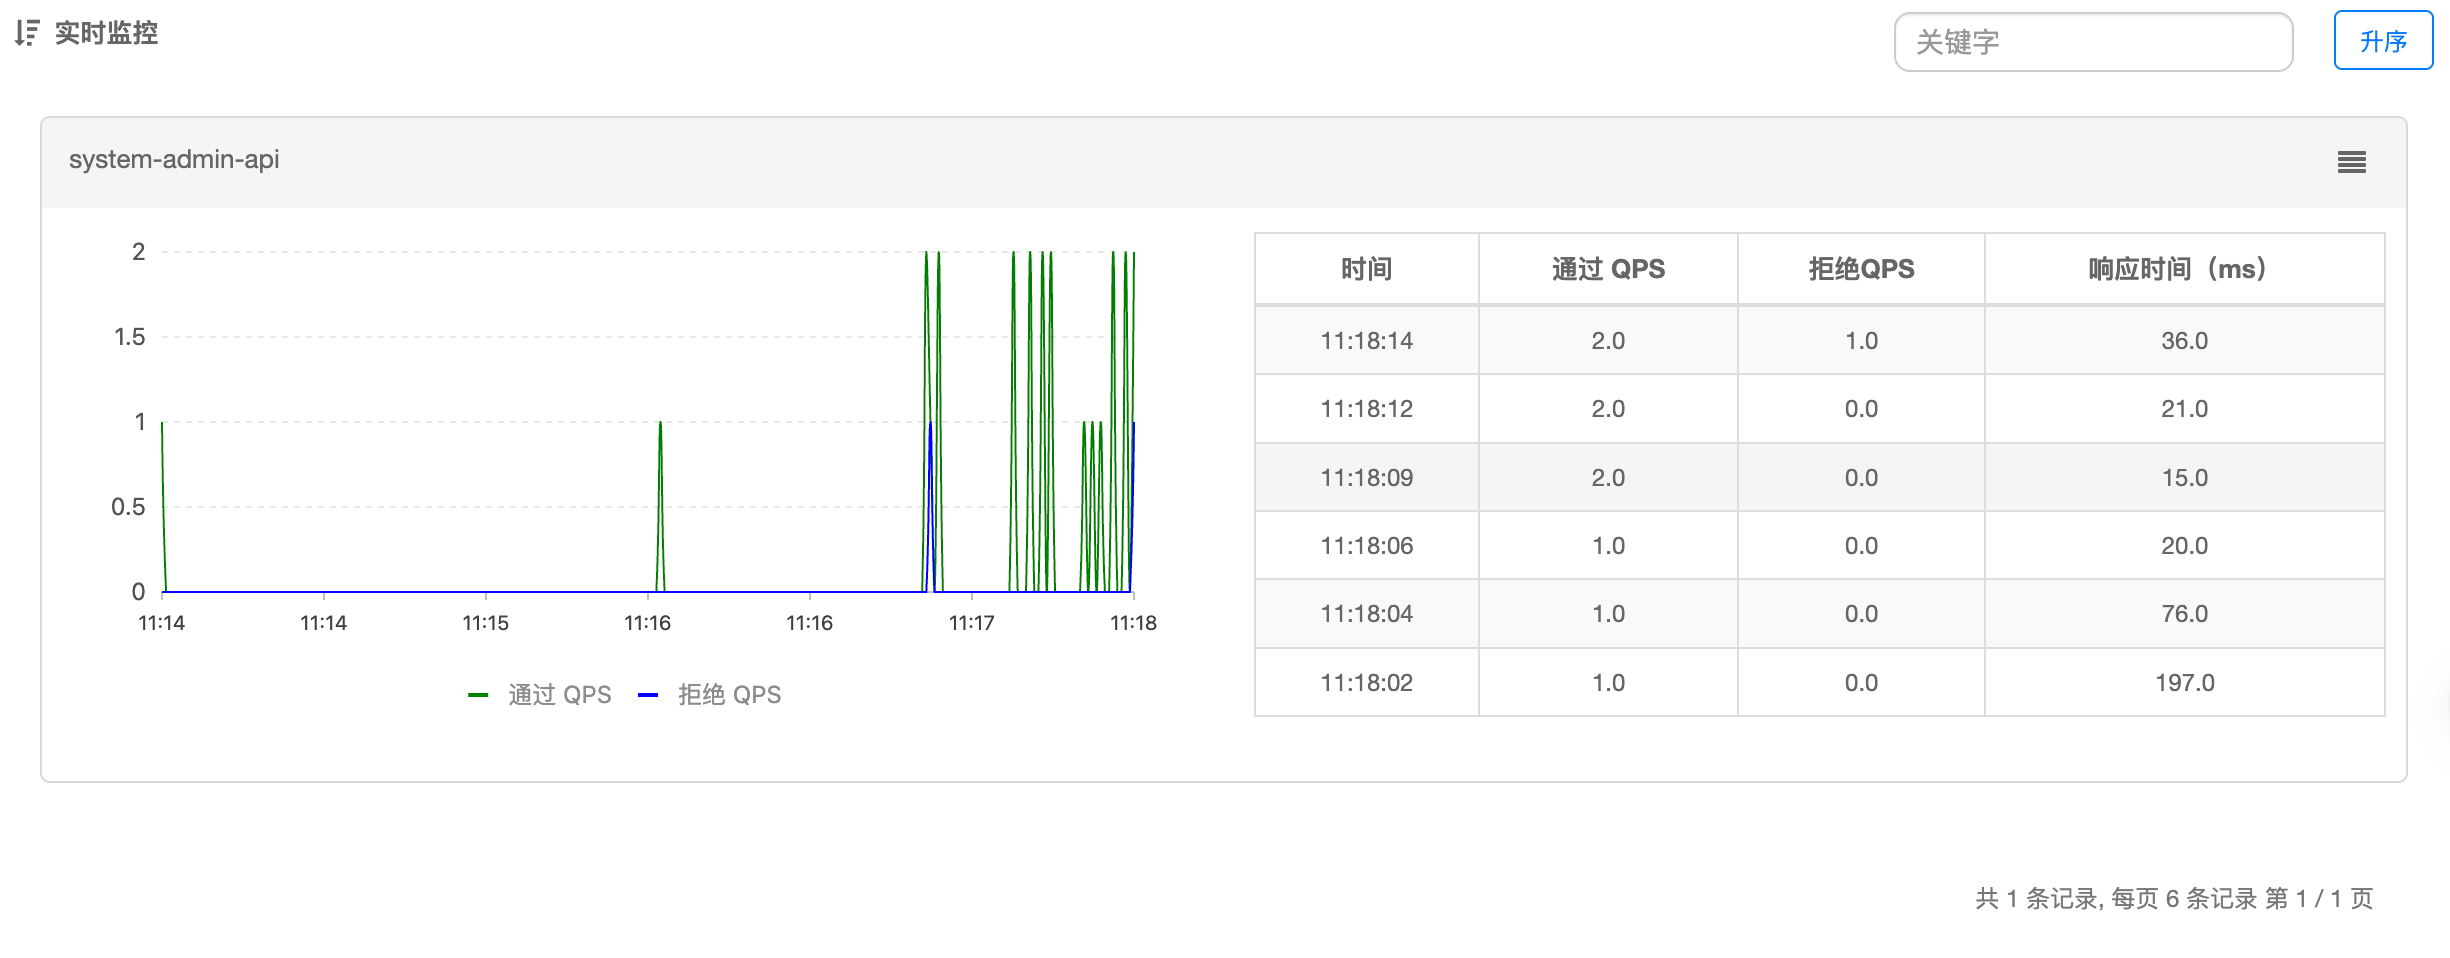 实时监控
关键字
升序
system-admin-api
2
1.5
1
0.5
0
11:14 11:14 11:15 11:16 11:16 11:17 11:18
通过 QPS 拒绝 QPS
时间 通过 QPS 拒绝QPS 响应时间（ms）
11:18:14 2.0 1.0 36.0
11:18:12 2.0 0.0 21.0
11:18:09 2.0 0.0 15.0
11:18:06 1.0 0.0 20.0
11:18:04 1.0 0.0 76.0
11:18:02 1.0 0.0 197.0
共 1 条记录, 每页 6 条记录 第 1 / 1 页